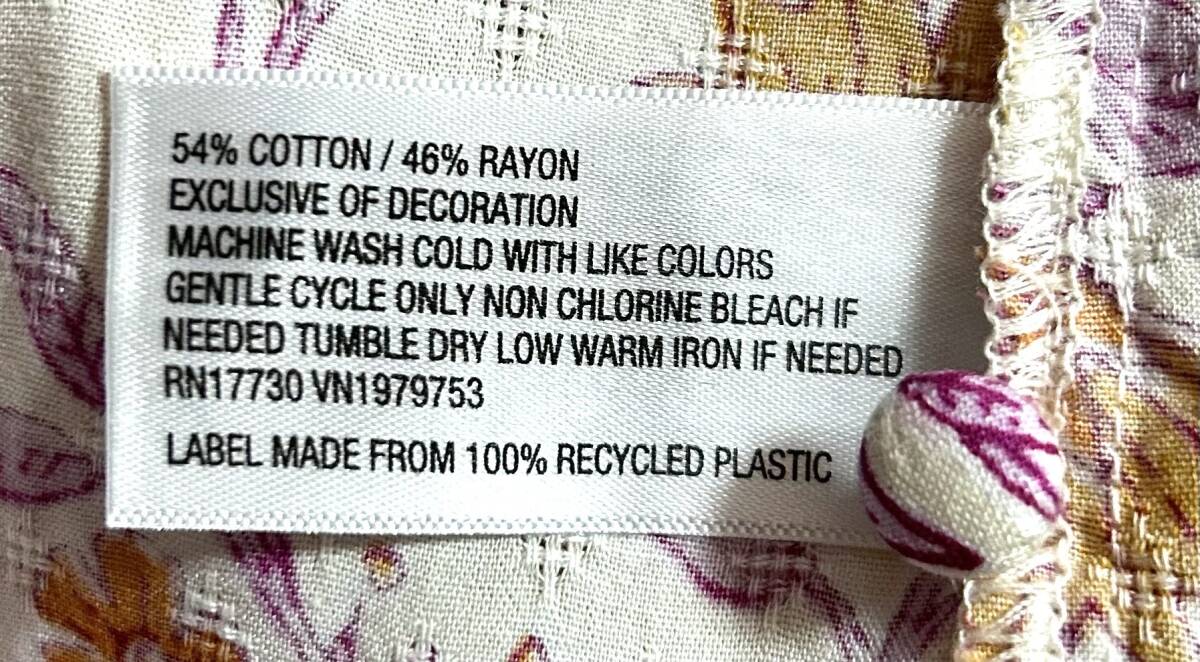 54% COTTON / 46% RAYON
EXCLUSIVE OF DECORATION
MACHINE WASH COLD WITH LIKE COLORS
GENTLE CYCLE ONLY NON CHLORINE BLEACH IF
NEEDED TUMBLE DRY LOW WARM IRON IF NEEDED
RN17730 VN1979753
LABEL MADE FROM 100% RECYCLED PLASTIC